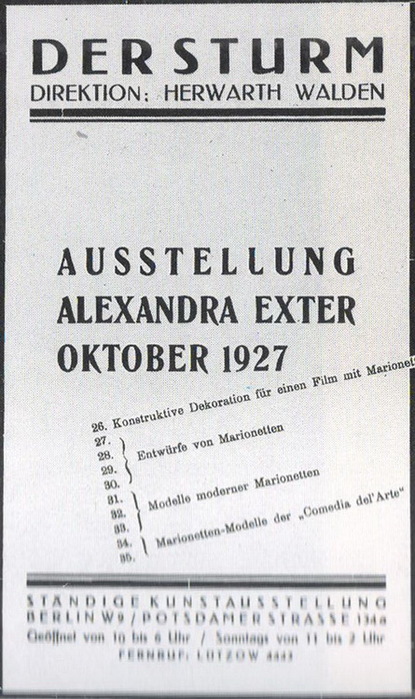 DER STURM
DIREKTION: HERWARTH WALDEN
AUSSTELLUNG
ALEXANDRA EXTER
OKTOBER 1927
26. Konstruktive Dekoration für einen Film mit Marionet
27.
28.
29.
30.
Entwürfe von Marionetten
31.
32.
33.
Modelle moderner Marionetten
34.
35.
Marionetten-Modelle der „Comedia del'Arte"
STÄNDIGE KUNSTAUSSTELLUNG
BERLIN W9 / POTSDAMER STRASSE 134a
Geöffnet von 10 bis 6 Uhr / Sonntags von 11 bis 2 Uhr
FERNRUF: LÜTZOW 4443